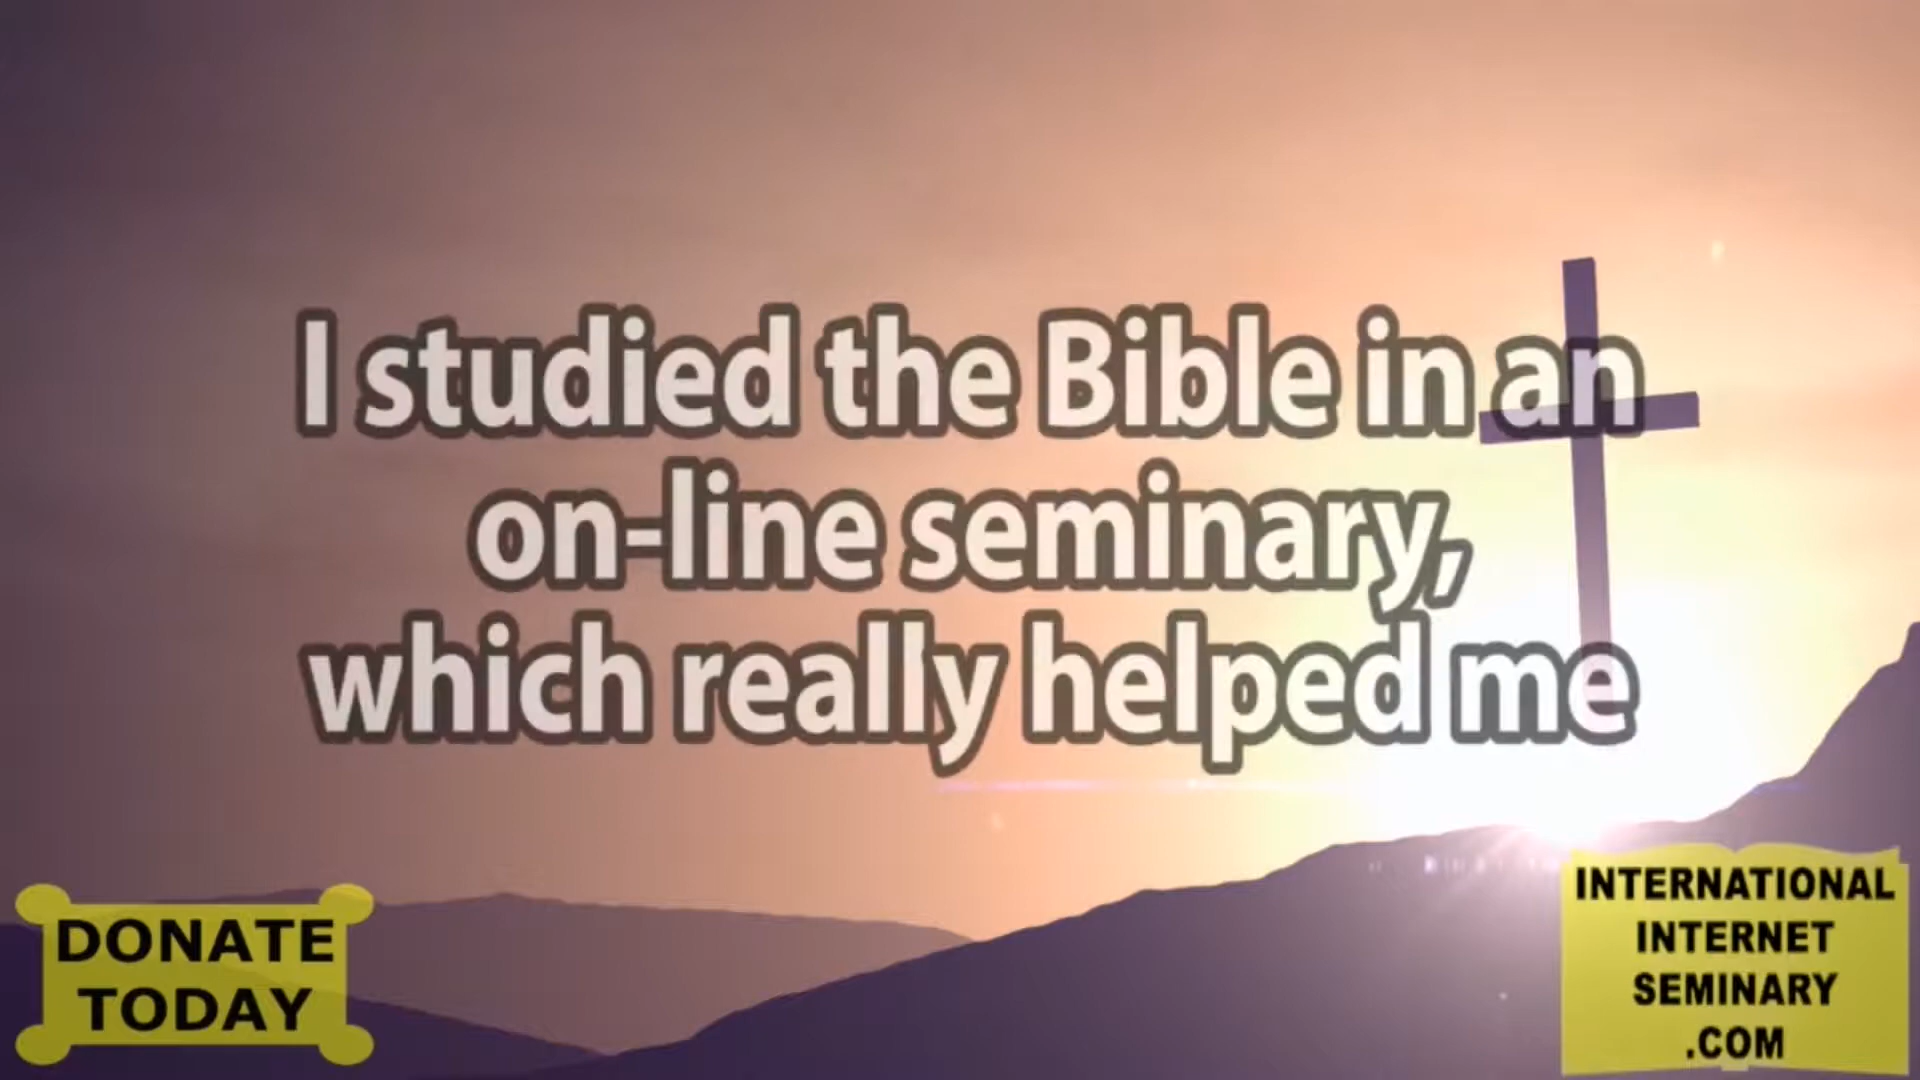 I studied the Bible in an
on-line seminary,
which really helped me
DONATE
TODAY
INTERNATIONAL
INTERNET
SEMINARY
.COM